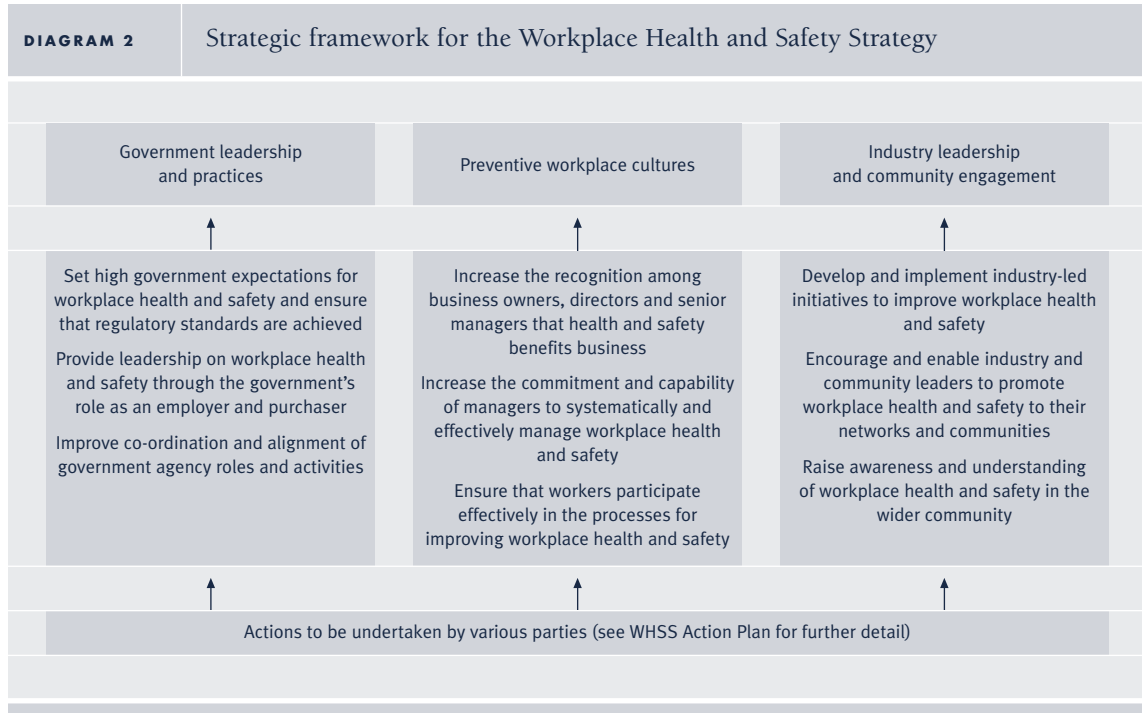 DIAGRAM 2
Strategic framework for the Workplace Health and Safety Strategy
Government leadership
and practices
Preventive workplace cultures
Industry leadership
and community engagement
Set high government expectations for
workplace health and safety and ensure
that regulatory standards are achieved
Provide leadership on workplace health
and safety through the government’s
role as an employer and purchaser
Improve co-ordination and alignment of
government agency roles and activities
Increase the recognition among
business owners, directors and senior
managers that health and safety
benefits business
Increase the commitment and capability
of managers to systematically and
effectively manage workplace health
and safety
Ensure that workers participate
effectively in the processes for
improving workplace health and safety
Develop and implement industry-led
initiatives to improve workplace health
and safety
Encourage and enable industry and
community leaders to promote
workplace health and safety to their
networks and communities
Raise awareness and understanding
of workplace health and safety in the
wider community
Actions to be undertaken by various parties (see WHSS Action Plan for further detail)